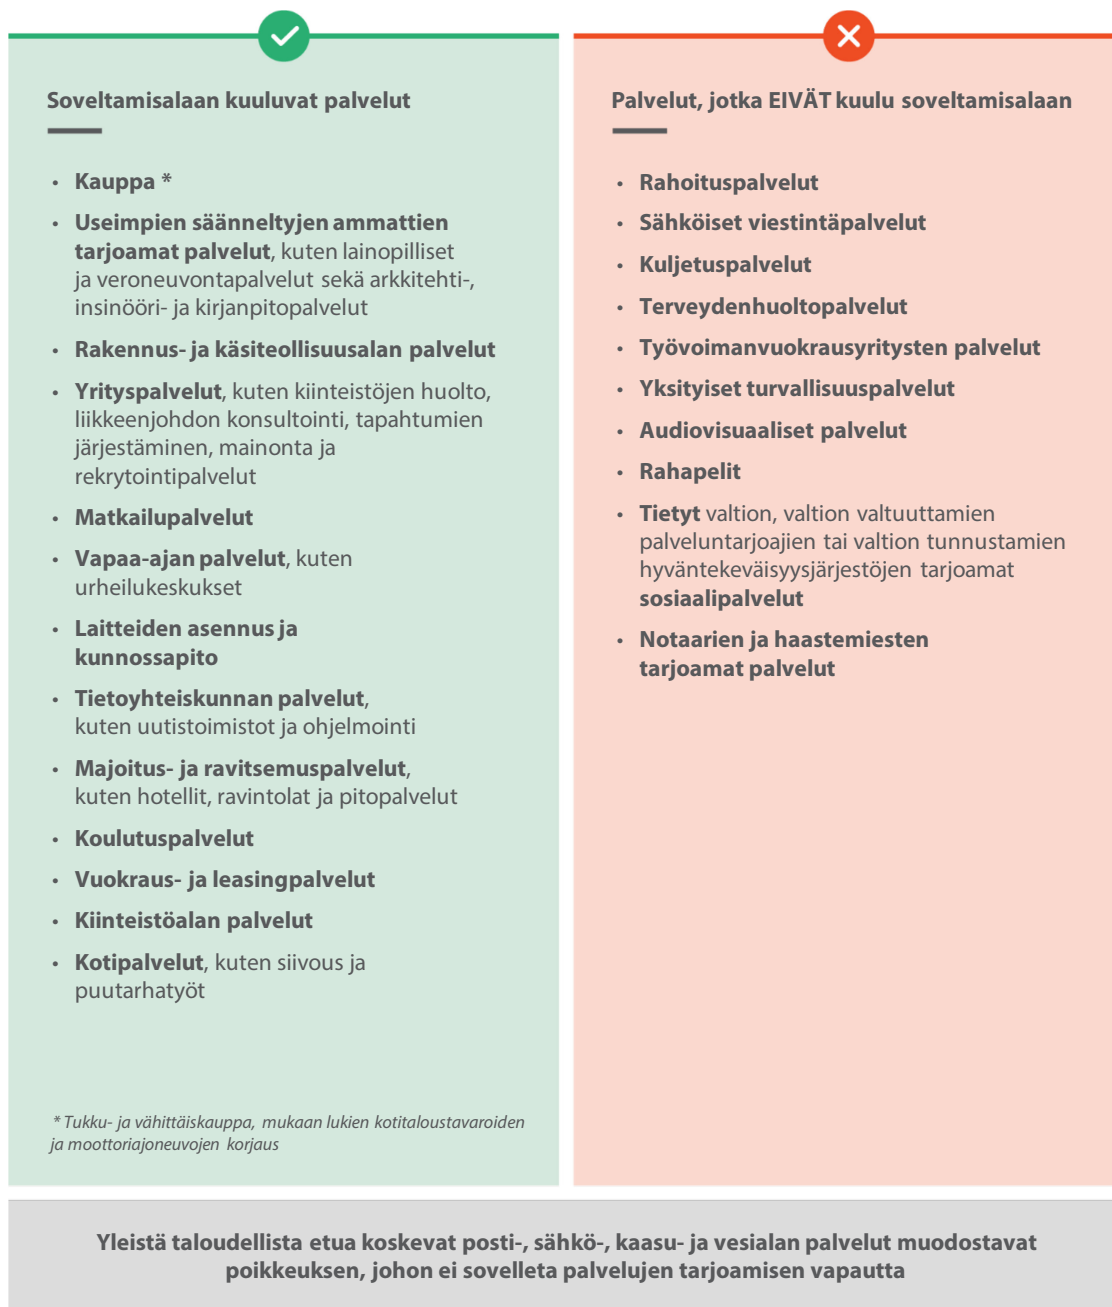 Soveltamisalaan kuuluvat palvelut
• Kauppa *
• Useimpien säänneltyjen ammattien
tarjoamat palvelut, kuten lainopilliset
ja veroneuvontapalvelut sekä arkkitehti-,
insinööri- ja kirjanpitopalvelut
• Rakennus- ja käsiteollisuusalan palvelut
• Yrityspalvelut, kuten kiinteistöjen huolto,
liikkeenjohdon konsultointi, tapahtumien
järjestäminen, mainonta ja
rekrytointipalvelut
• Matkailupalvelut
• Vapaa-ajan palvelut, kuten
urheilukeskukset
• Laitteiden asennus ja
kunnossapito
• Tietoyhteiskunnan palvelut,
kuten uutistoimistot ja ohjelmointi
• Majoitus- ja ravitsemuspalvelut,
kuten hotellit, ravintolat ja pitopalvelut
• Koulutuspalvelut
• Vuokraus- ja leasingpalvelut
• Kiinteistöalan palvelut
• Kotipalvelut, kuten siivous ja
puutarhatyöt
* Tukku- ja vähittäiskauppa, mukaan lukien kotitaloustavaroiden
ja moottoriajoneuvojen korjaus
Palvelut, jotka EIVÄT kuulu soveltamisalaan
• Rahoituspalvelut
• Sähköiset viestintäpalvelut
• Kuljetuspalvelut
• Terveydenhuoltopalvelut
• Työvoimanvuokrausyritysten palvelut
• Yksityiset turvallisuuspalvelut
• Audiovisuaaliset palvelut
• Rahapelit
• Tietyt valtion, valtion valtuuttamien
palveluntarjoajien tai valtion tunnustamien
hyväntekeväisyysjärjestöjen tarjoamat
sosiaalipalvelut
• Notaarien ja haastemiesten
tarjoamat palvelut
Yleistä taloudellista etua koskevat posti-, sähkö-, kaasu- ja vesialan palvelut muodostavat
poikkeuksen, johon ei sovelleta palvelujen tarjoamisen vapautta